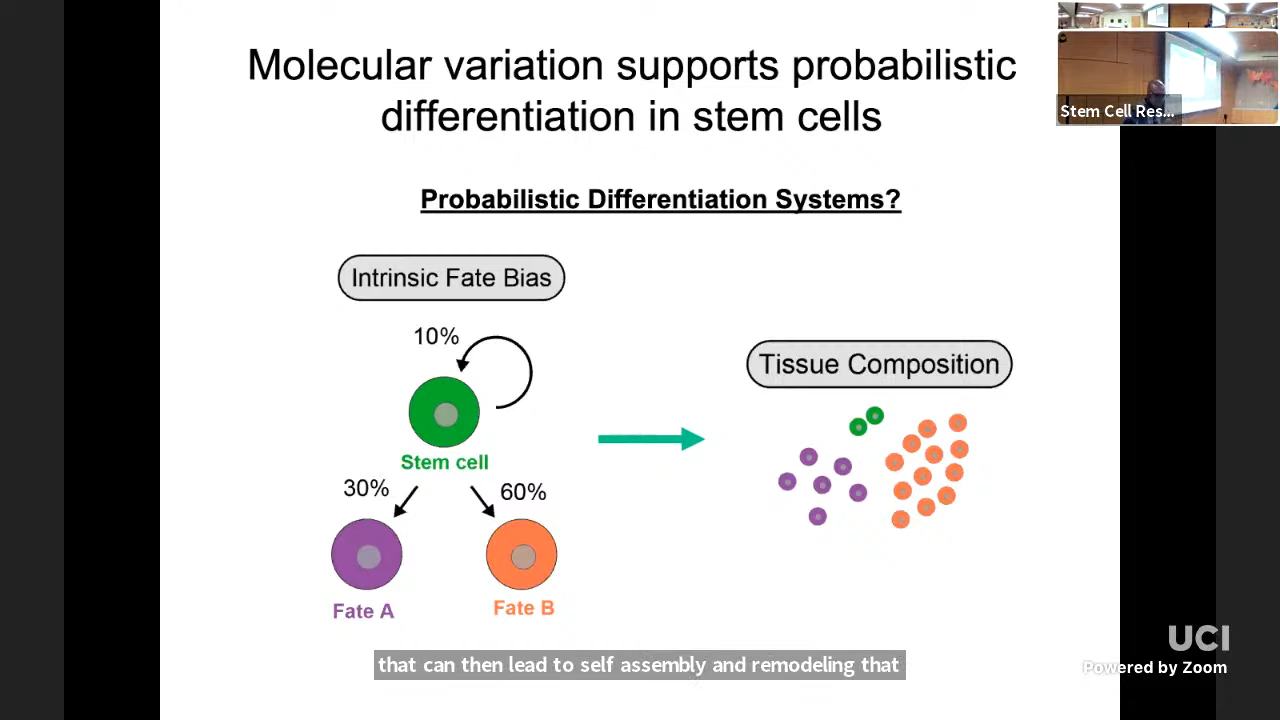 Molecular variation supports probabilistic
differentiation in stem cells
Stem Cell Res...
Probabilistic Differentiation Systems?
Intrinsic Fate Bias
10%
Tissue Composition
Stem cell
30%
60%
Fate A
Fate B
that can then lead to self assembly and remodeling that
UCI
Powered by Zoom